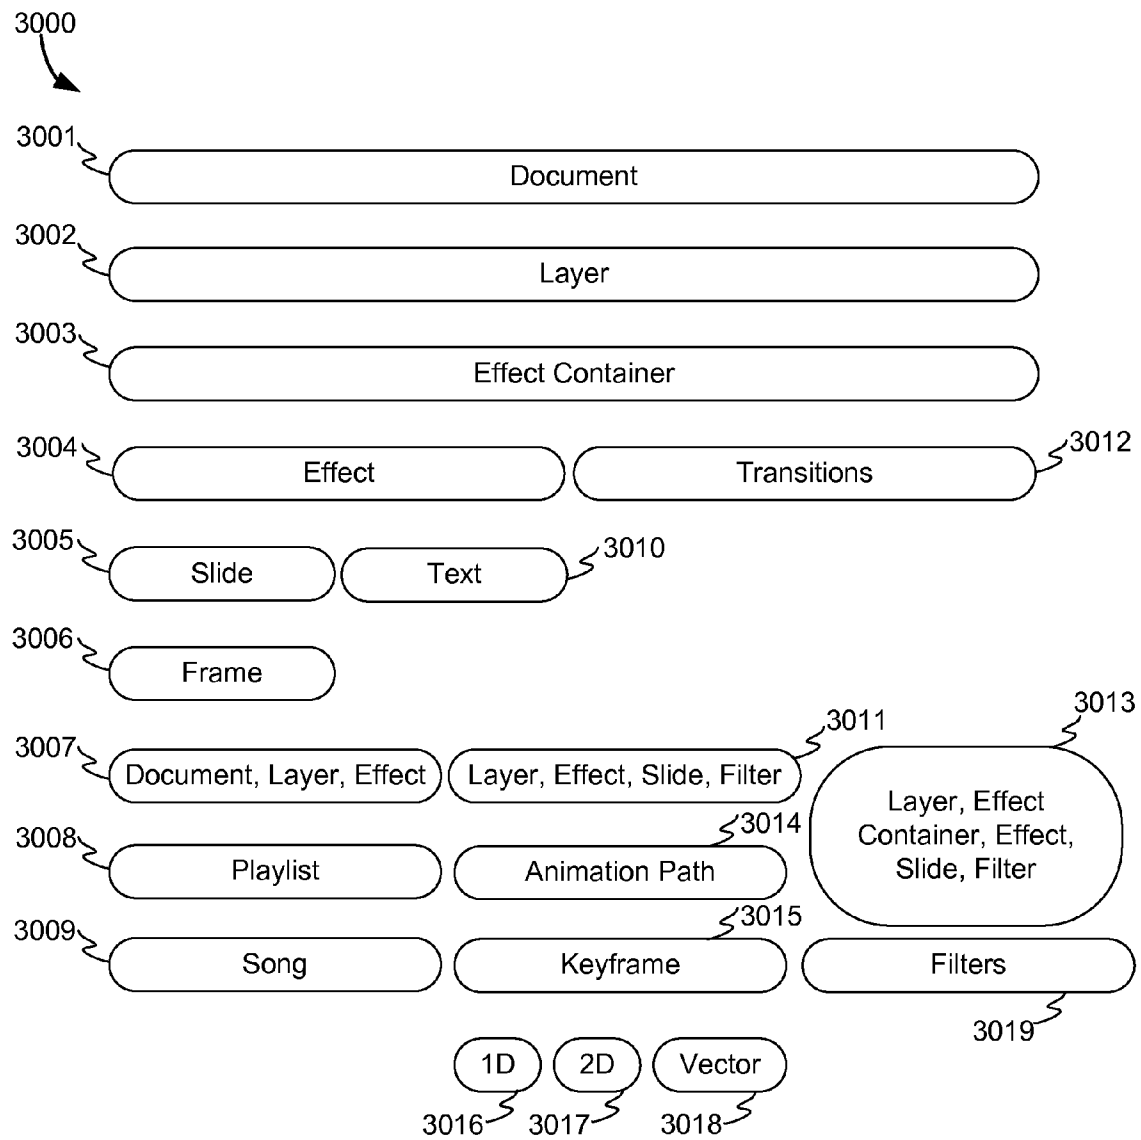 3000
3001
Document
3002
Layer
3003
Effect Container
3004
Effect
Transitions
3012
3005
Slide
Text
3010
3006
Frame
3007
Document, Layer, Effect
Layer, Effect, Slide, Filter
3011
3013
Layer, Effect
Container, Effect,
Slide, Filter
3008
Playlist
Animation Path
3014
3009
Song
Keyframe
3015
Filters
3019
1D
2D
Vector
3016
3017
3018